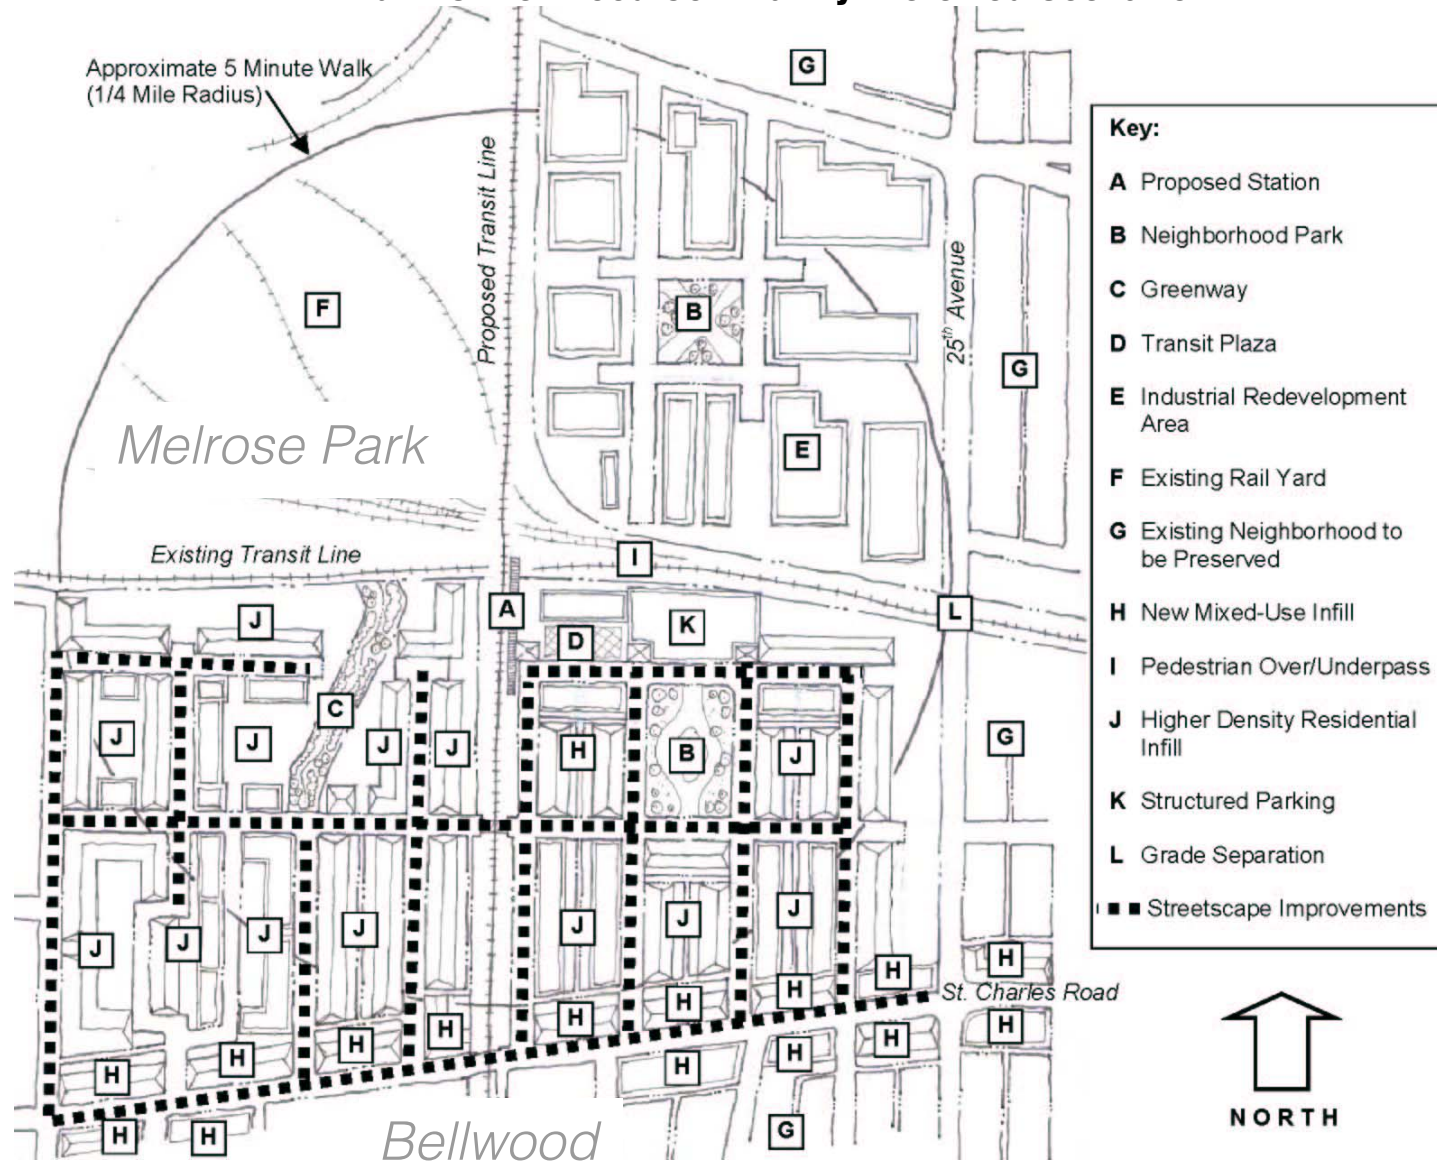 G
Approximate 5 Minute Walk
(1/4 Mile Radius)
Proposed Transit Line
25th Avenue
F
B
G
E
Melrose Park
Existing Transit Line
I
A
L
J
D
K
C
J
J
J
J
H
B
J
G
J
J
J
J
J
J
J
H
H
H
H
H
St. Charles Road
H
H
H
H
H
H
H
H
H
H
H
G
Bellwood
Key:
A Proposed Station
B Neighborhood Park
C Greenway
D Transit Plaza
E Industrial Redevelopment
Area
F Existing Rail Yard
G Existing Neighborhood to
be Preserved
H New Mixed-Use Infill
I Pedestrian Over/Underpass
J Higher Density Residential
Infill
K Structured Parking
L Grade Separation
Streetscape Improvements
NORTH